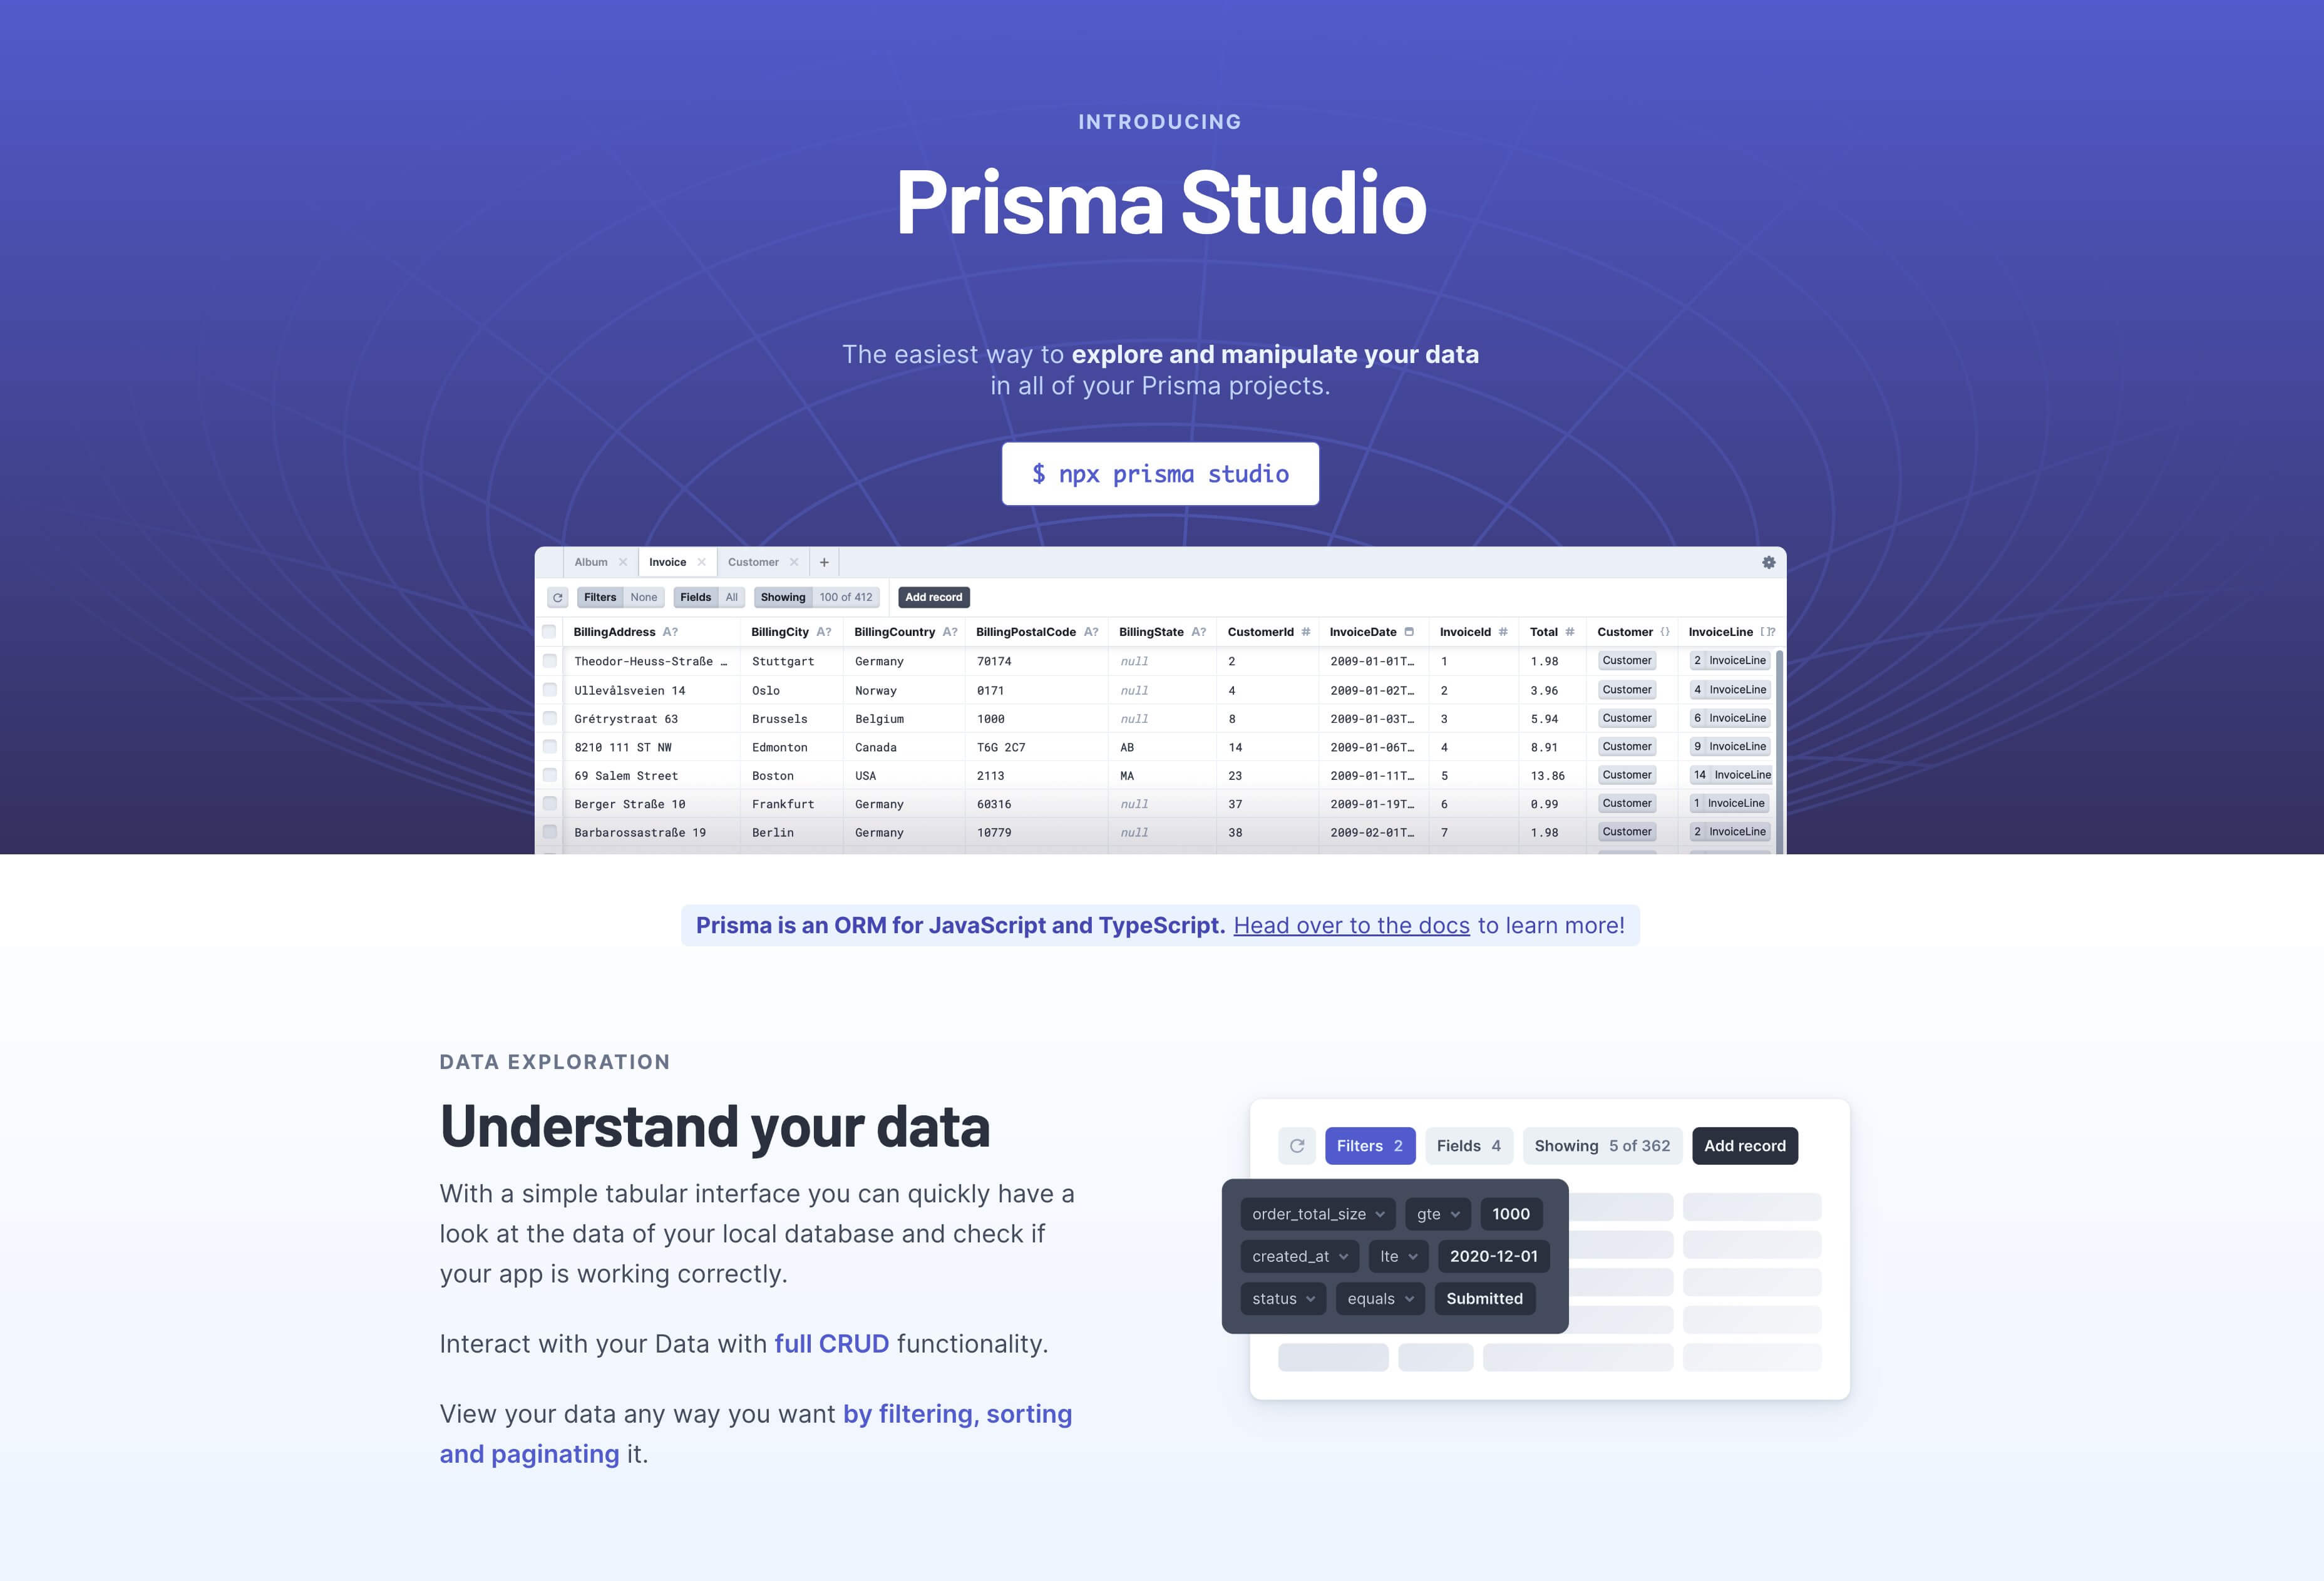 INTRODUCING
Prisma Studio
The easiest way to explore and manipulate your data
in all of your Prisma projects.
$ npx prisma studio
Album Invoice Customer +
Filters None Fields All Showing 100 of 412 Add record
BillingAddress A? BillingCity A? BillingCountry A? BillingPostalCode A? BillingState A? CustomerId # InvoiceDate InvoiceId # Total # Customer {} InvoiceLine []?
Theodor-Heuss-Straße … Stuttgart Germany 70174 null 2 2009-01-01T… 1 1.98 Customer 2 InvoiceLine
Ullevålsveien 14 Oslo Norway 0171 null 4 2009-01-02T… 2 3.96 Customer 4 InvoiceLine
Grétrystraat 63 Brussels Belgium 1000 null 8 2009-01-03T… 3 5.94 Customer 6 InvoiceLine
8210 111 ST NW Edmonton Canada T6G 2C7 AB 14 2009-01-06T… 4 8.91 Customer 9 InvoiceLine
69 Salem Street Boston USA 2113 MA 23 2009-01-11T… 5 13.86 Customer 14 InvoiceLine
Berger Straße 10 Frankfurt Germany 60316 null 37 2009-01-19T… 6 0.99 Customer 1 InvoiceLine
Barbarossastraße 19 Berlin Germany 10779 null 38 2009-02-01T… 7 1.98 Customer 2 InvoiceLine
Prisma is an ORM for JavaScript and TypeScript. Head over to the docs to learn more!
DATA EXPLORATION
Understand your data
With a simple tabular interface you can quickly have a
look at the data of your local database and check if
your app is working correctly.
Interact with your Data with full CRUD functionality.
View your data any way you want by filtering, sorting
and paginating it.
Filters 2 Fields 4 Showing 5 of 362 Add record
order_total_size gte 1000
created_at lte 2020-12-01
status equals Submitted